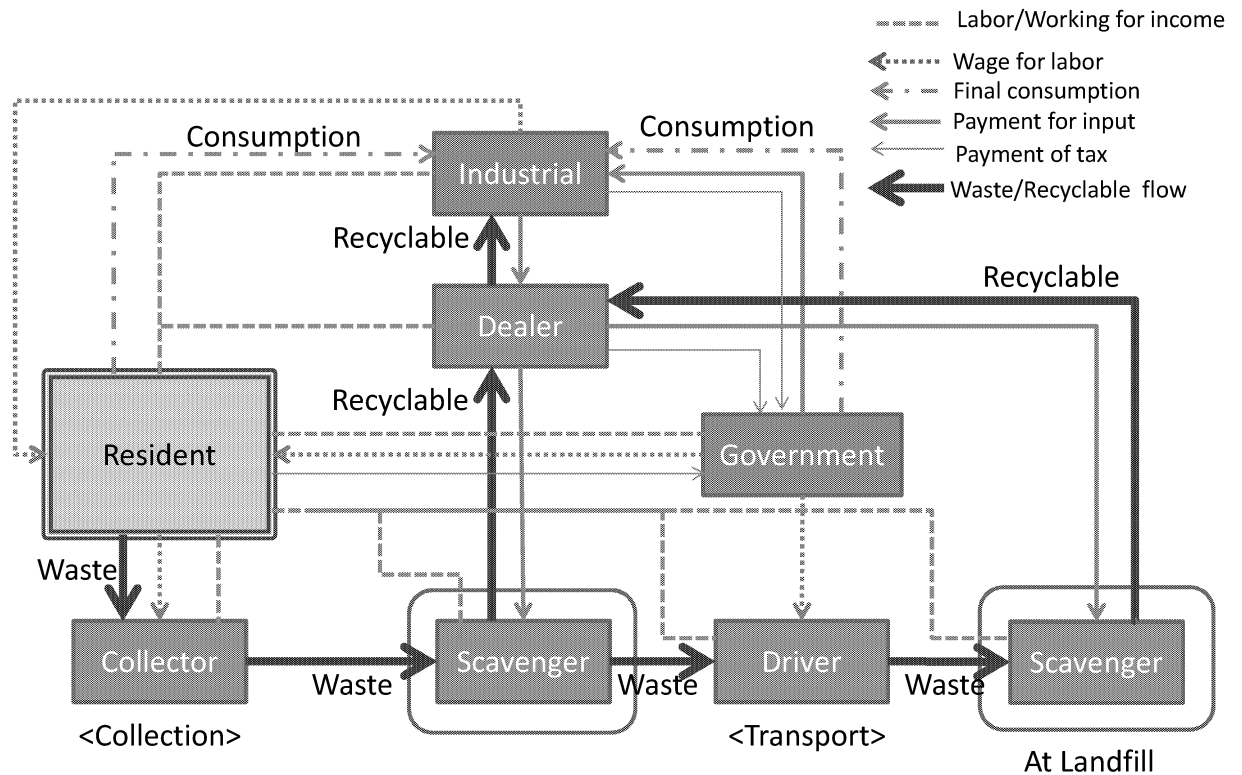 Labor/Working for income
Wage for labor
Final consumption
Payment for input
Payment of tax
Waste/Recyclable flow
Consumption
Consumption
Industrial
Recyclable
Recyclable
Dealer
Recyclable
Resident
Government
Waste
Collector
Waste
Scavenger
Waste
Driver
Waste
Scavenger
<Collection>
<Transport>
At Landfill